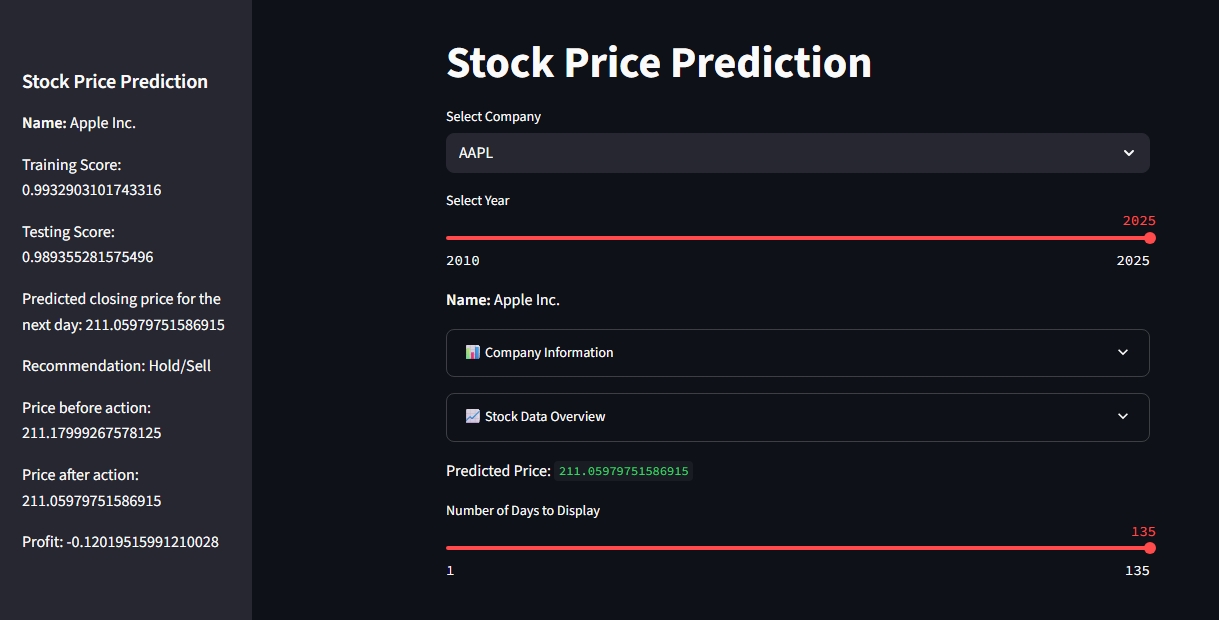 Stock Price Prediction
Name: Apple Inc.
Training Score:
0.9932903101743316
Testing Score:
0.989355281575496
Predicted closing price for the
next day: 211.05979751586915
Recommendation: Hold/Sell
Price before action:
211.17999267578125
Price after action:
211.05979751586915
Profit: -0.12019515991210028
Stock Price Prediction
Select Company
AAPL
Select Year
2025
2010
2025
Name: Apple Inc.
Company Information
Stock Data Overview
Predicted Price: 211.05979751586915
Number of Days to Display
135
1
135